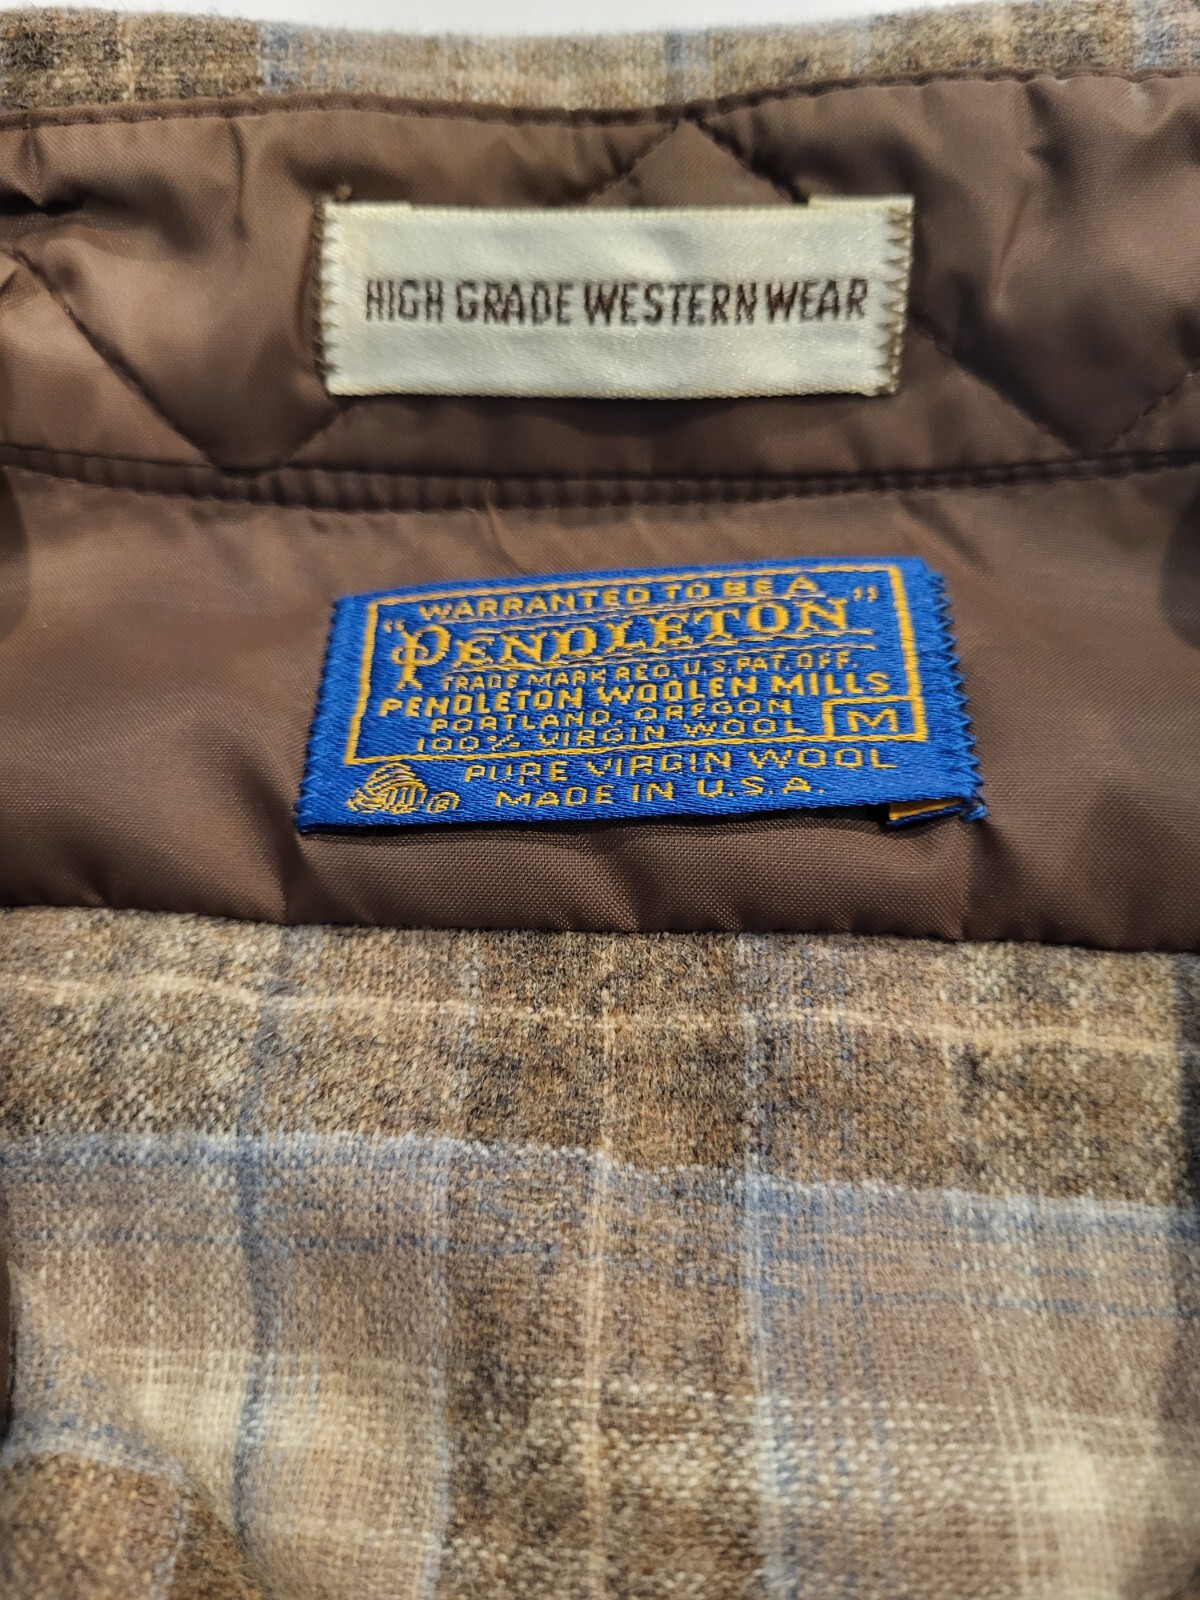 HIGH GRADE WESTERN WEAR
WARRANTED TO BE A
"PENDLETON"
TRADE MARK REG. U.S. PAT. OFF.
PENDLETON WOOLEN MILLS
PORTLAND, OREGON
100% VIRGIN WOOL M
PURE VIRGIN WOOL
® MADE IN U.S.A.